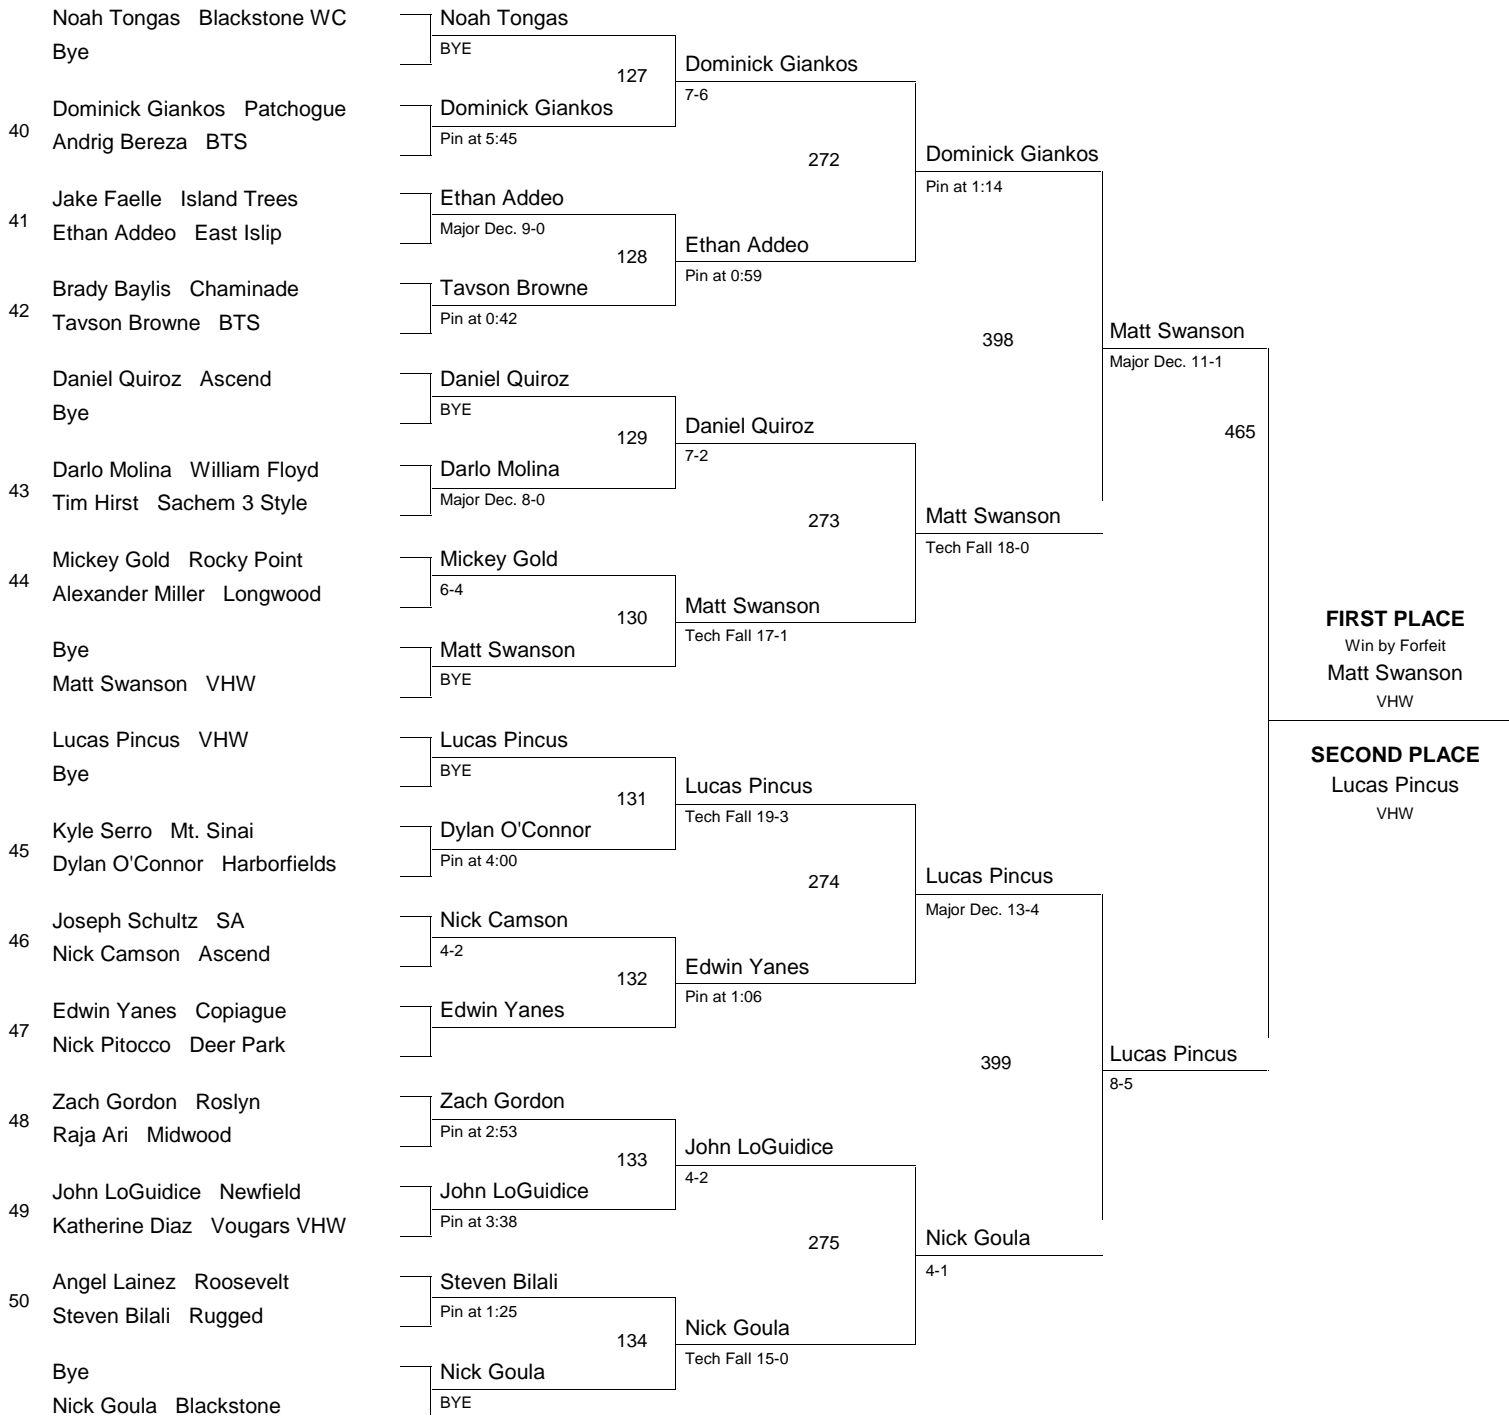 Noah Tongas Blackstone WC
Bye
40
Dominick Giankos Patchogue
Andrig Bereza BTS
41
Jake Faelle Island Trees
Ethan Addeo East Islip
42
Brady Baylis Chaminade
Tavson Browne BTS
Daniel Quiroz Ascend
Bye
43
Darlo Molina William Floyd
Tim Hirst Sachem 3 Style
44
Mickey Gold Rocky Point
Alexander Miller Longwood
Bye
Matt Swanson VHW
Lucas Pincus VHW
Bye
45
Kyle Serro Mt. Sinai
Dylan O'Connor Harborfields
46
Joseph Schultz SA
Nick Camson Ascend
47
Edwin Yanes Copiague
Nick Pitocco Deer Park
48
Zach Gordon Roslyn
Raja Ari Midwood
49
John LoGuidice Newfield
Katherine Diaz Vougars VHW
50
Angel Lainez Roosevelt
Steven Bilali Rugged
Bye
Nick Goula Blackstone
Noah Tongas
BYE
127
Dominick Giankos
Pin at 5:45
Ethan Addeo
Major Dec. 9-0
128
Tavson Browne
Pin at 0:42
Daniel Quiroz
BYE
129
Darlo Molina
Major Dec. 8-0
Mickey Gold
6-4
130
Matt Swanson
BYE
Lucas Pincus
BYE
131
Dylan O'Connor
Pin at 4:00
Nick Camson
4-2
132
Edwin Yanes
Zach Gordon
Pin at 2:53
133
John LoGuidice
Pin at 3:38
Steven Bilali
Pin at 1:25
134
Nick Goula
BYE
Dominick Giankos
7-6
272
Ethan Addeo
Pin at 0:59
Daniel Quiroz
7-2
273
Matt Swanson
Tech Fall 17-1
Lucas Pincus
Tech Fall 19-3
274
Edwin Yanes
Pin at 1:06
John LoGuidice
4-2
275
Nick Goula
Tech Fall 15-0
Dominick Giankos
Pin at 1:14
398
Matt Swanson
Tech Fall 18-0
Lucas Pincus
Major Dec. 13-4
399
Nick Goula
4-1
Matt Swanson
Major Dec. 11-1
465
Lucas Pincus
8-5
FIRST PLACE
Win by Forfeit
Matt Swanson
VHW
SECOND PLACE
Lucas Pincus
VHW